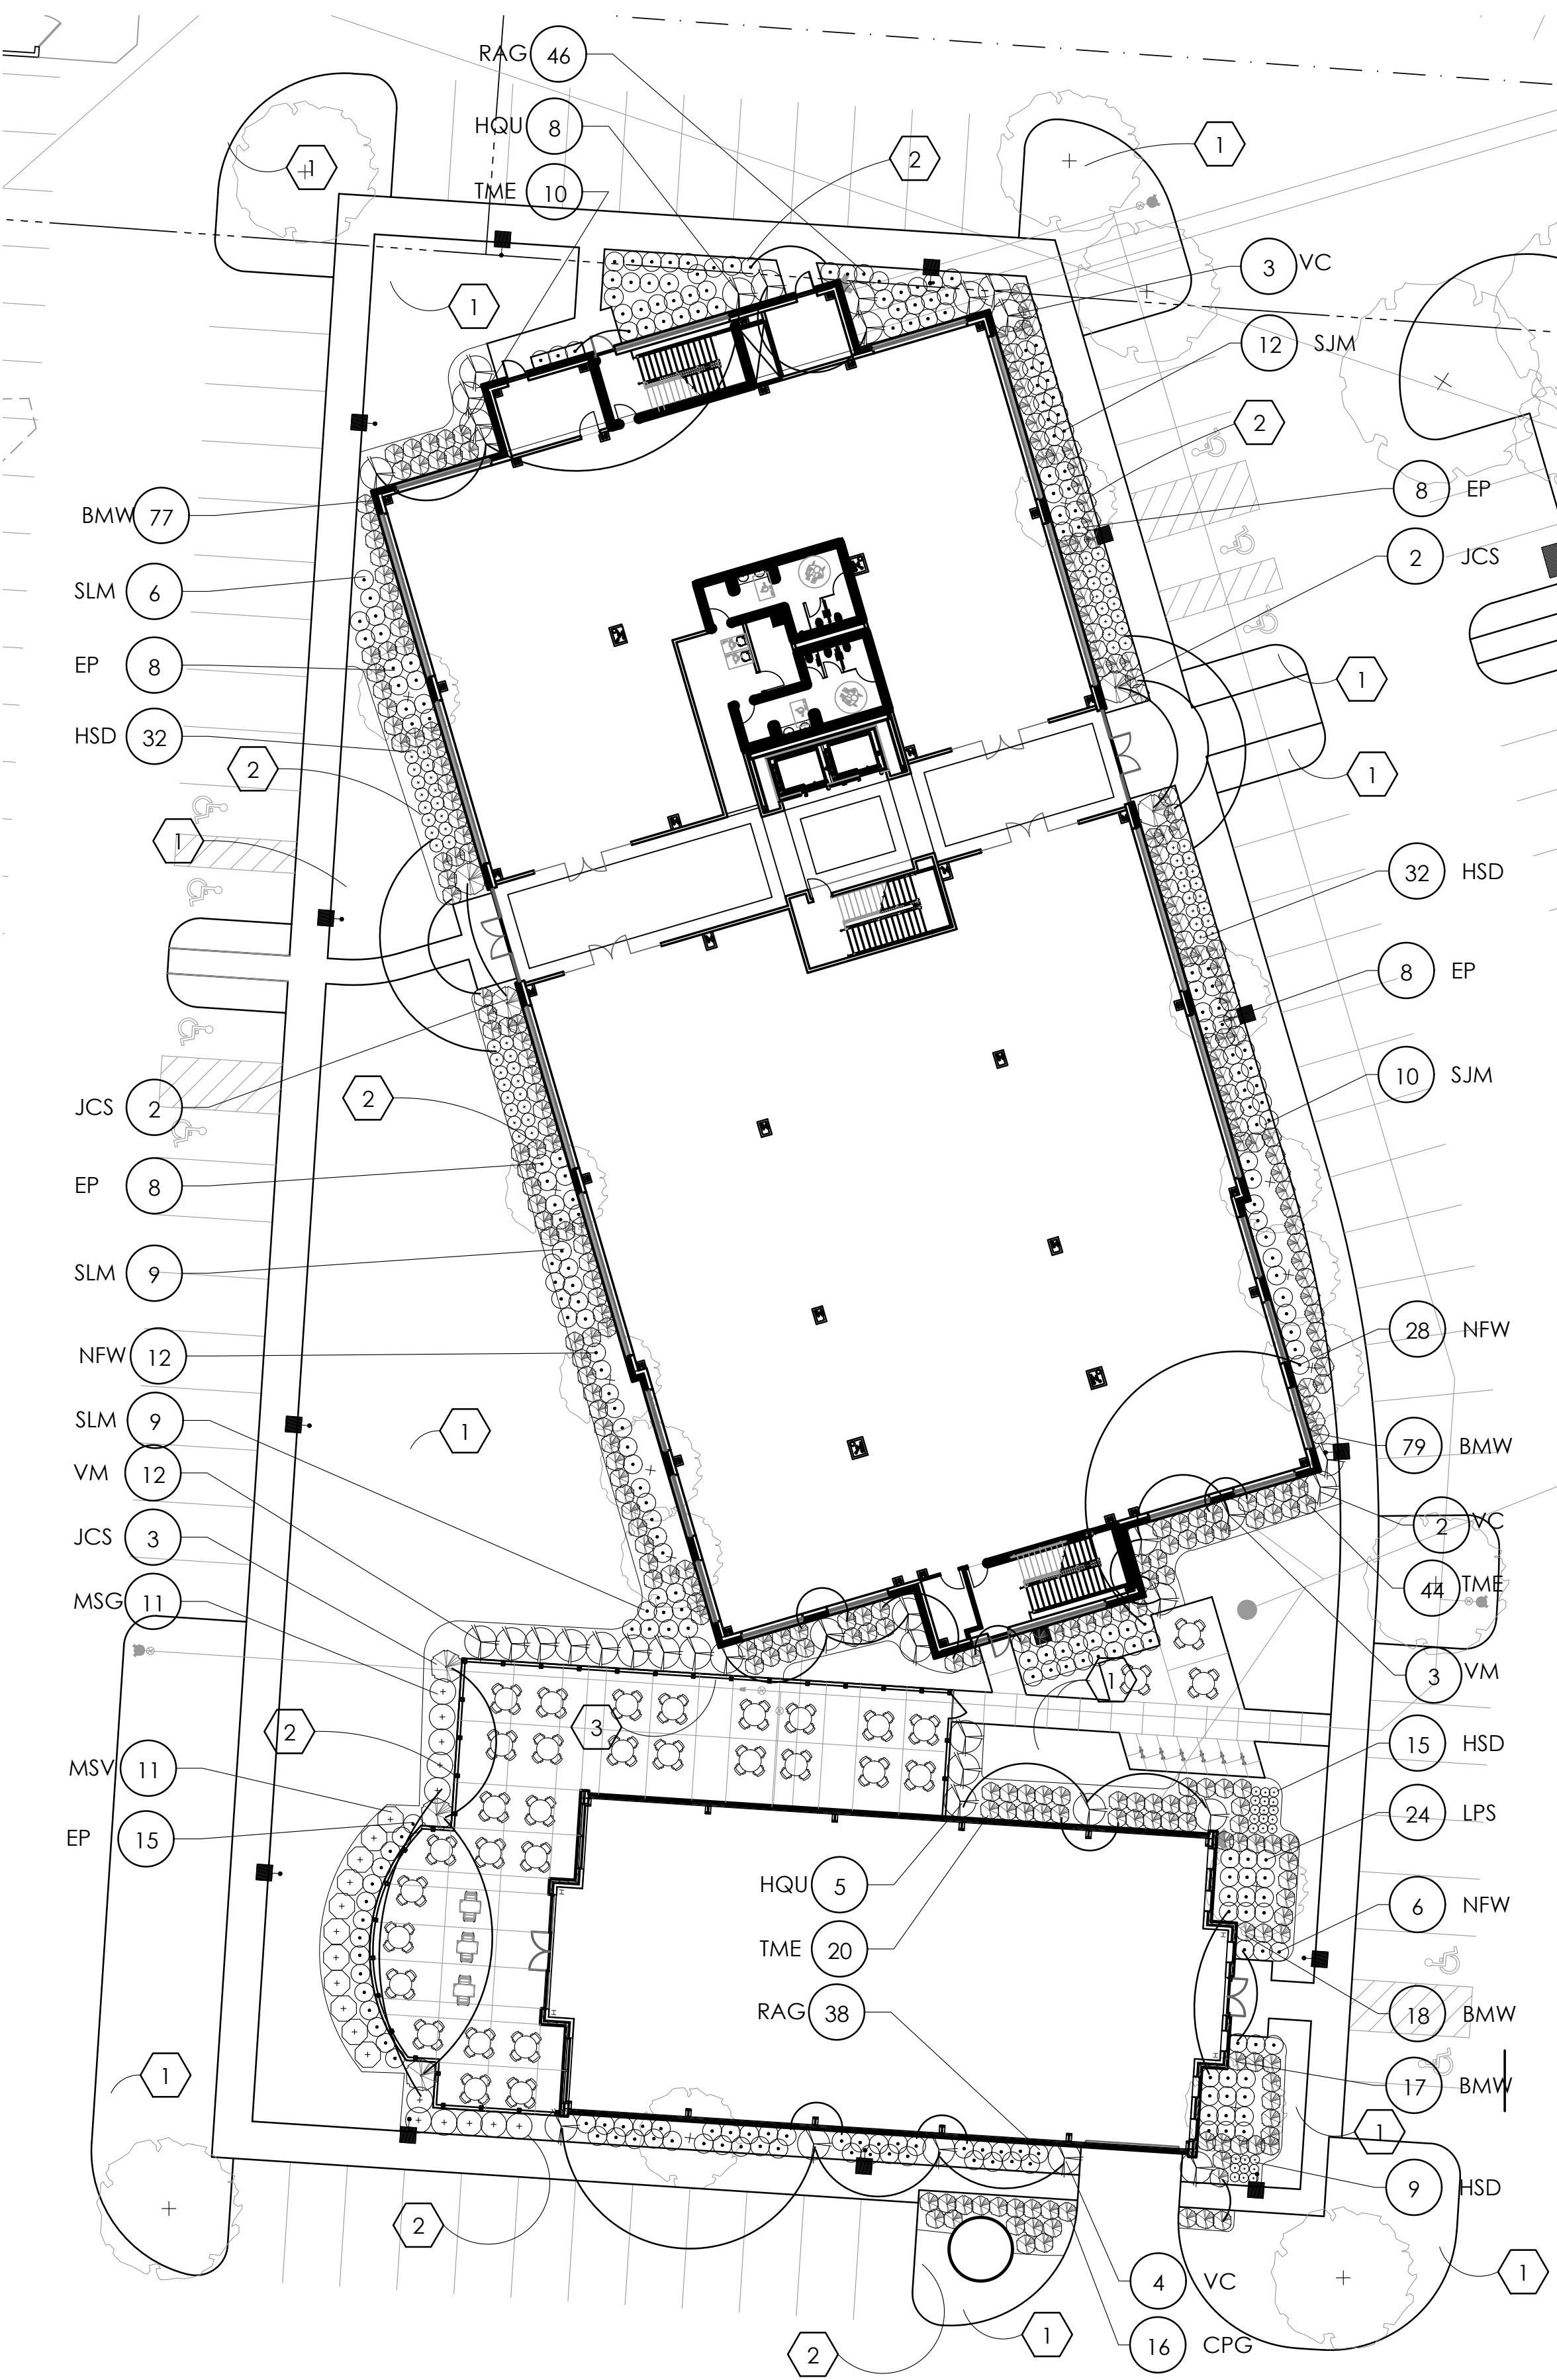 RAG 46
HQU 8
2
1
1
TME 10
3 VC
1
12 SJM
2
8 EP
BMW 77
2 JCS
SLM 6
EP 8
1
HSD 32
2
1
1
32 HSD
8 EP
10 SJM
2
JCS 2
EP 8
SLM 9
28 NFW
NFW 12
SLM 9
1
79 BMW
VM 12
2 VC
JCS 3
44 TME
MSG 11
3 VM
1
2
3
15 HSD
MSV 11
24 LPS
EP 15
HQU 5
6 NFW
TME 20
RAG 38
18 BMW
1
17 BMW
1
9 HSD
2
1
4 VC
1
16 CPG
2